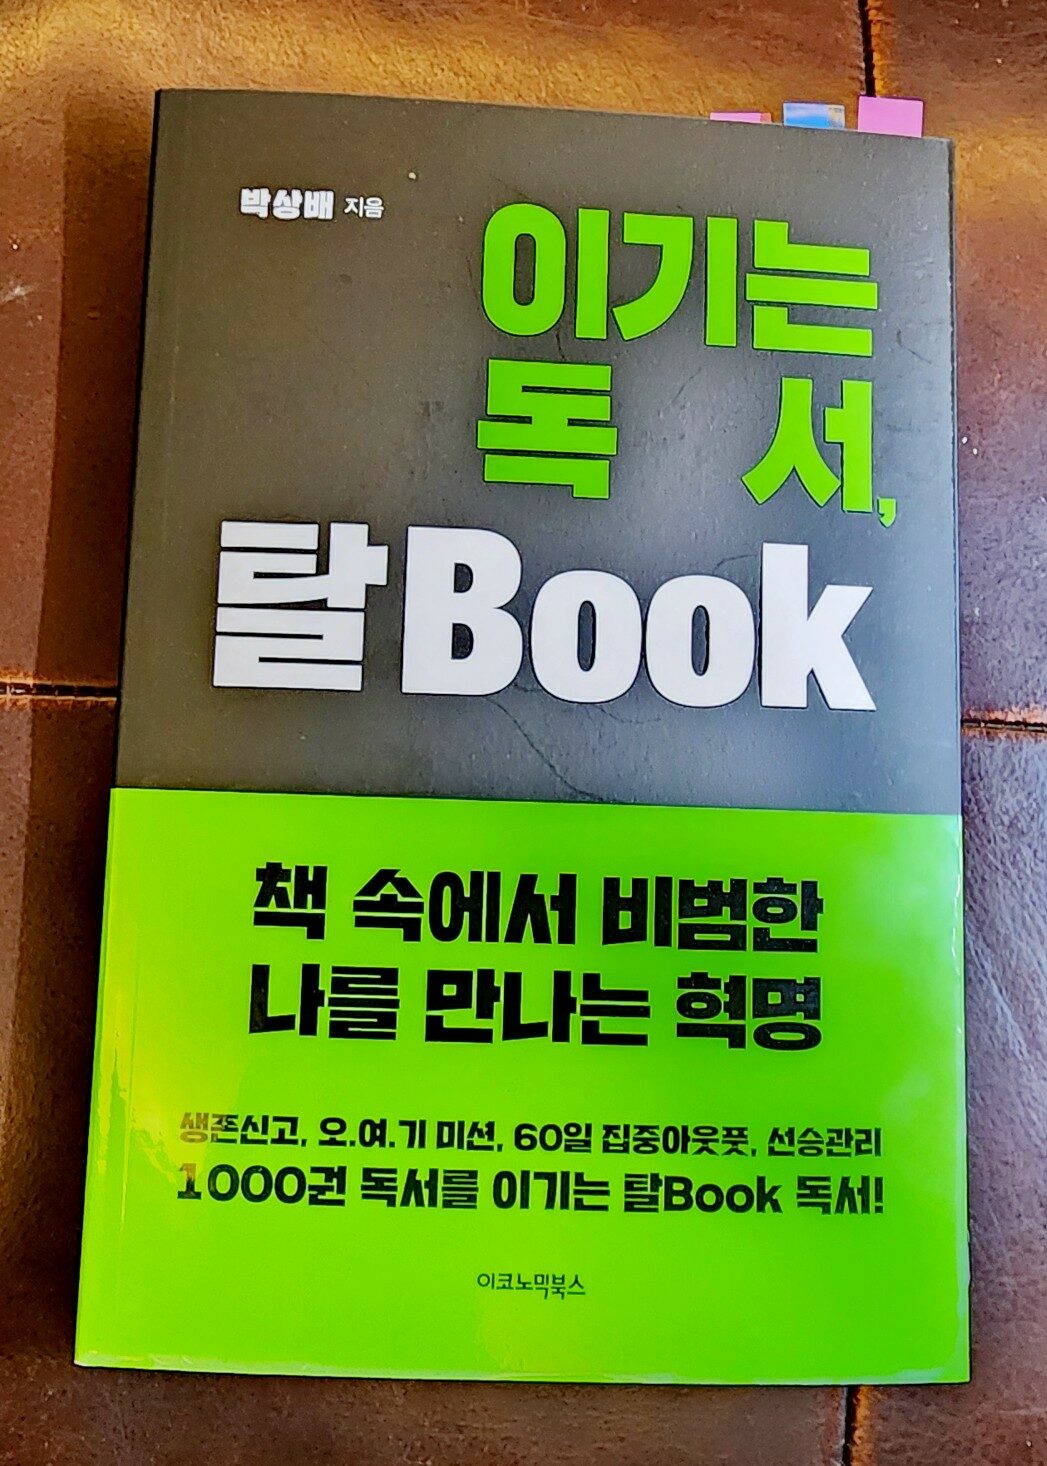 박상배 지음
이기는
독 서,
탈Book
책 속에서 비범한
나를 만나는 혁명
생존신고, 오.여.기 미션, 60일 집중아웃풋, 선승관리
1000권 독서를 이기는 탈Book 독서!
이코노믹북스